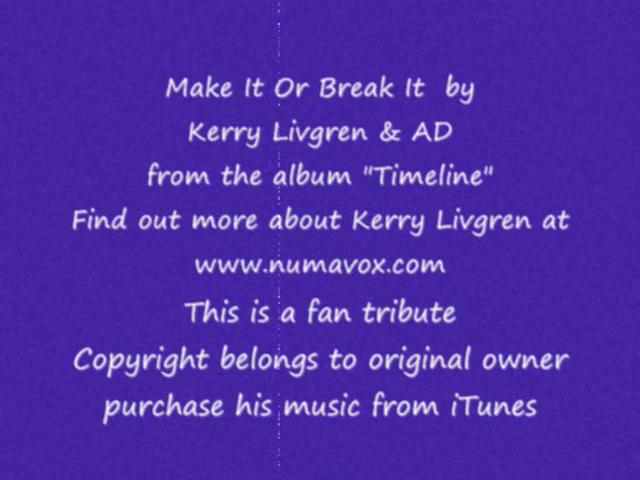 Make It Or Break It by
Kerry Livgren & AD
from the album "Timeline"
Find out more about Kerry Livgren at
www.numavox.com
This is a fan tribute
Copyright belongs to original owner
purchase his music from iTunes